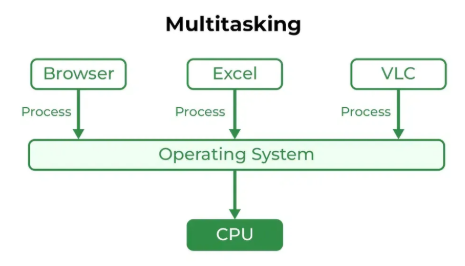 Multitasking
Browser
Excel
VLC
Process
Process
Process
Operating System
CPU